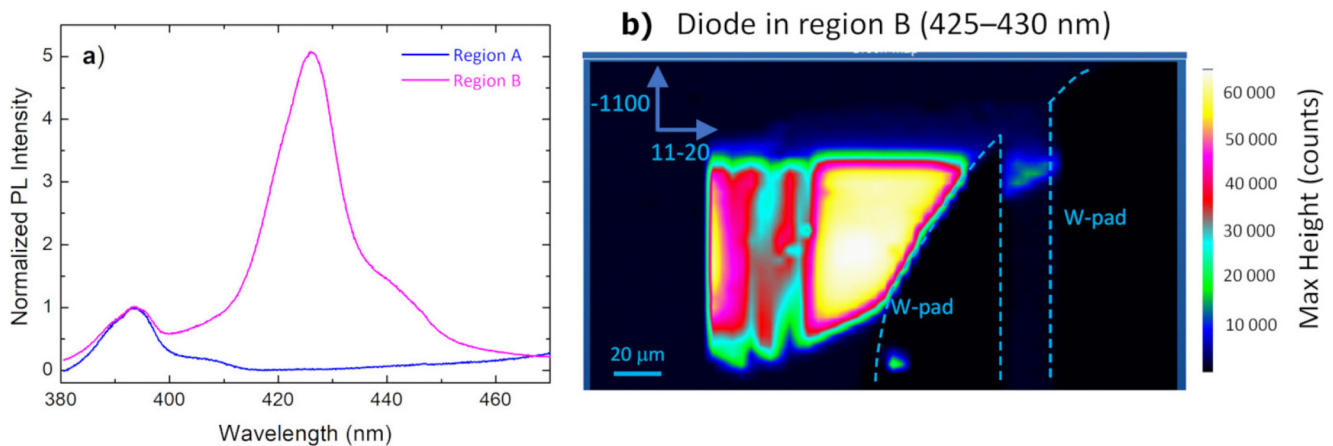 a)
Region A
Region B
5
4
3
2
1
0
380
400
420
440
460
Normalized PL Intensity
Wavelength (nm)
b) Diode in region B (425–430 nm)
-1100
11-20
W-pad
W-pad
20 μm
60 000
50 000
40 000
30 000
20 000
10 000
Max Height (counts)